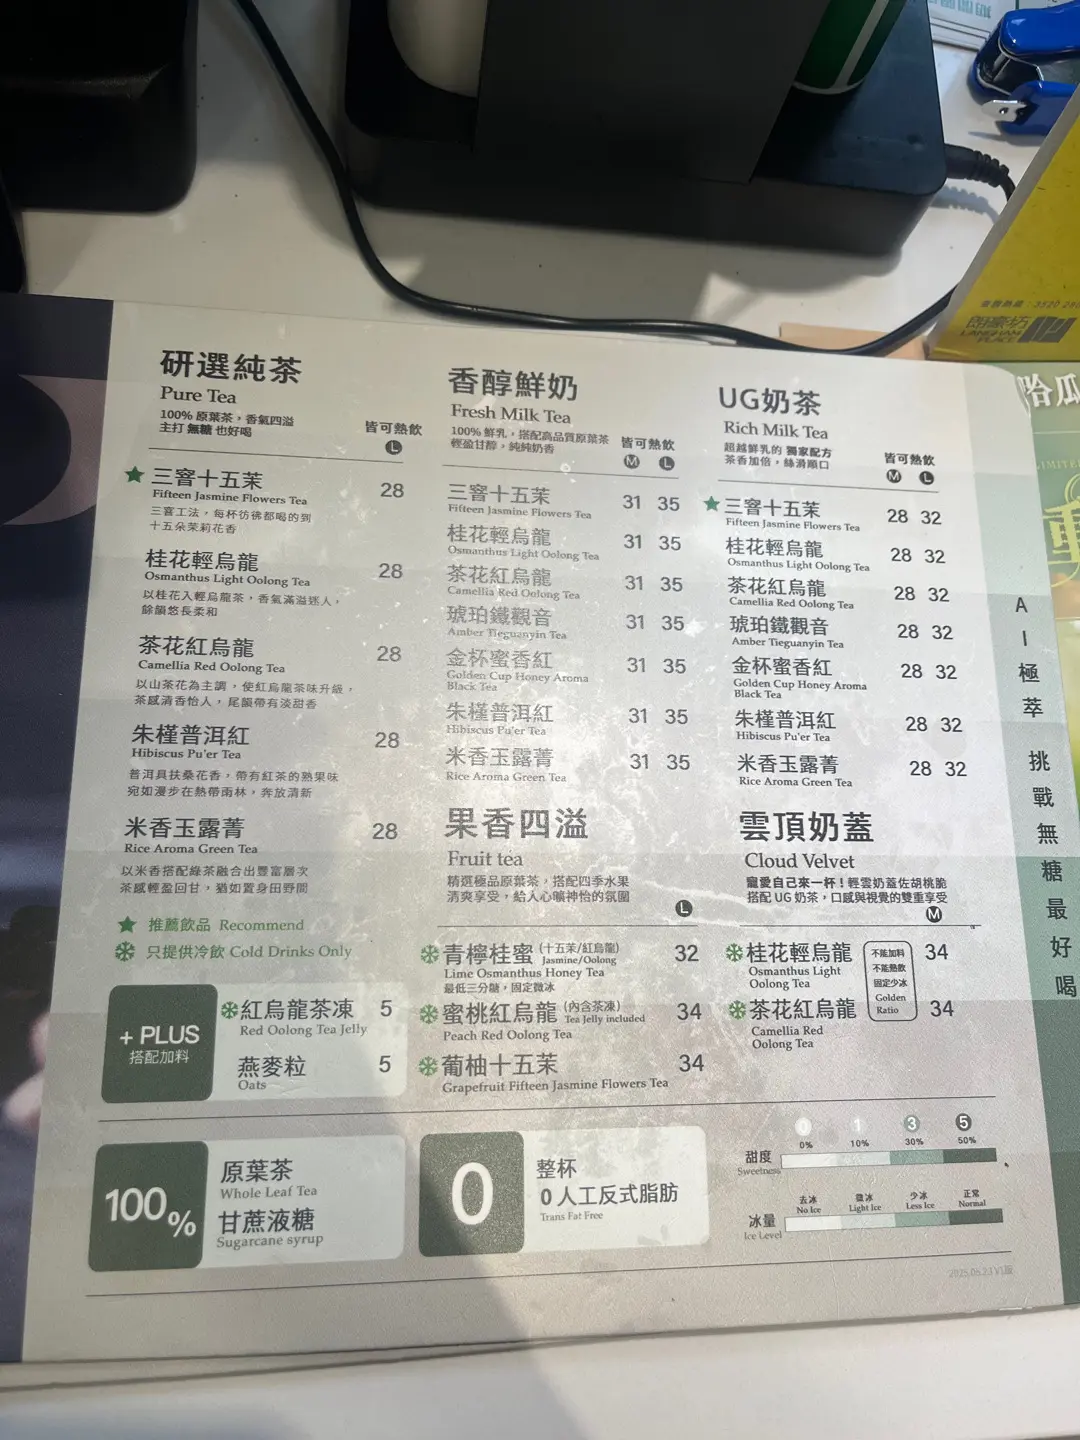 研選純茶
Pure Tea
100% 原葉茶，香氣四溢
主打 無糖 也好喝
皆可熱飲
L
★ 三窨十五茉 28
Fifteen Jasmine Flowers Tea
三窨工法，每杯彷彿都喝的到
十五朵茉莉花香
桂花輕烏龍 28
Osmanthus Light Oolong Tea
以桂花入輕烏龍茶，香氣滿溢迷人，
餘韻悠長柔和
茶花紅烏龍 28
Camellia Red Oolong Tea
以山茶花為主調，使紅烏龍茶味升級，
茶感清香怡人，尾韻帶有淡甜香
朱槿普洱紅 28
Hibiscus Pu'er Tea
普洱具扶桑花香，帶有紅茶的熟果味
宛如漫步在熱帶雨林，奔放清新
米香玉露菁 28
Rice Aroma Green Tea
以米香搭配綠茶融合出豐富層次
茶感輕盈回甘，猶如置身田野間
★ 推薦飲品 Recommend
只提供冷飲 Cold Drinks Only
+ PLUS
搭配加料
紅烏龍茶凍 5
Red Oolong Tea Jelly
燕麥粒 5
Oats
香醇鮮奶
Fresh Milk Tea
100% 鮮乳，搭配高品質原葉茶
輕盈甘醇，純純奶香
皆可熱飲
M L
三窨十五茉 31 35
Fifteen Jasmine Flowers Tea
桂花輕烏龍 31 35
Osmanthus Light Oolong Tea
茶花紅烏龍 31 35
Camellia Red Oolong Tea
琥珀鐵觀音 31 35
Amber Tieguanyin Tea
金杯蜜香紅 31 35
Golden Cup Honey Aroma
Black Tea
朱槿普洱紅 31 35
Hibiscus Pu'er Tea
米香玉露菁 31 35
Rice Aroma Green Tea
果香四溢
Fruit tea
精選極品原葉茶，搭配四季水果
清爽享受，給人心曠神怡的氛圍
L
青檸桂蜜 (十五茉/紅烏龍) 32
Jasmine/Oolong
Lime Osmanthus Honey Tea
最低三分糖，固定微冰
蜜桃紅烏龍 (內含茶凍) 34
Tea Jelly included
Peach Red Oolong Tea
葡柚十五茉 34
Grapefruit Fifteen Jasmine Flowers Tea
UG奶茶
Rich Milk Tea
超越鮮乳的 獨家配方
茶香加倍，絲滑順口
皆可熱飲
M L
★ 三窨十五茉 28 32
Fifteen Jasmine Flowers Tea
桂花輕烏龍 28 32
Osmanthus Light Oolong Tea
茶花紅烏龍 28 32
Camellia Red Oolong Tea
琥珀鐵觀音 28 32
Amber Tieguanyin Tea
金杯蜜香紅 28 32
Golden Cup Honey Aroma
Black Tea
朱槿普洱紅 28 32
Hibiscus Pu'er Tea
米香玉露菁 28 32
Rice Aroma Green Tea
雲頂奶蓋
Cloud Velvet
寵愛自己來一杯！輕雲奶蓋佐胡桃脆
搭配 UG 奶茶，口感與視覺的雙重享受
M
桂花輕烏龍 34
Osmanthus Light
Oolong Tea
茶花紅烏龍 34
Camellia Red
Oolong Tea
不能加料
不能熱飲
固定少冰
Golden
Ratio
100%
原葉茶
Whole Leaf Tea
甘蔗液糖
Sugarcane syrup
0
整杯
0 人工反式脂肪
Trans Fat Free
0 1 3 5
0% 10% 30% 50%
甜度
Sweetness
去冰 微冰 少冰 正常
No Ice Light Ice Less Ice Normal
冰量
Ice Level
2025.05.23 V1版
AI極萃 挑戰無糖最好喝
哈瓜
朗豪坊
LANGHAM
PLACE